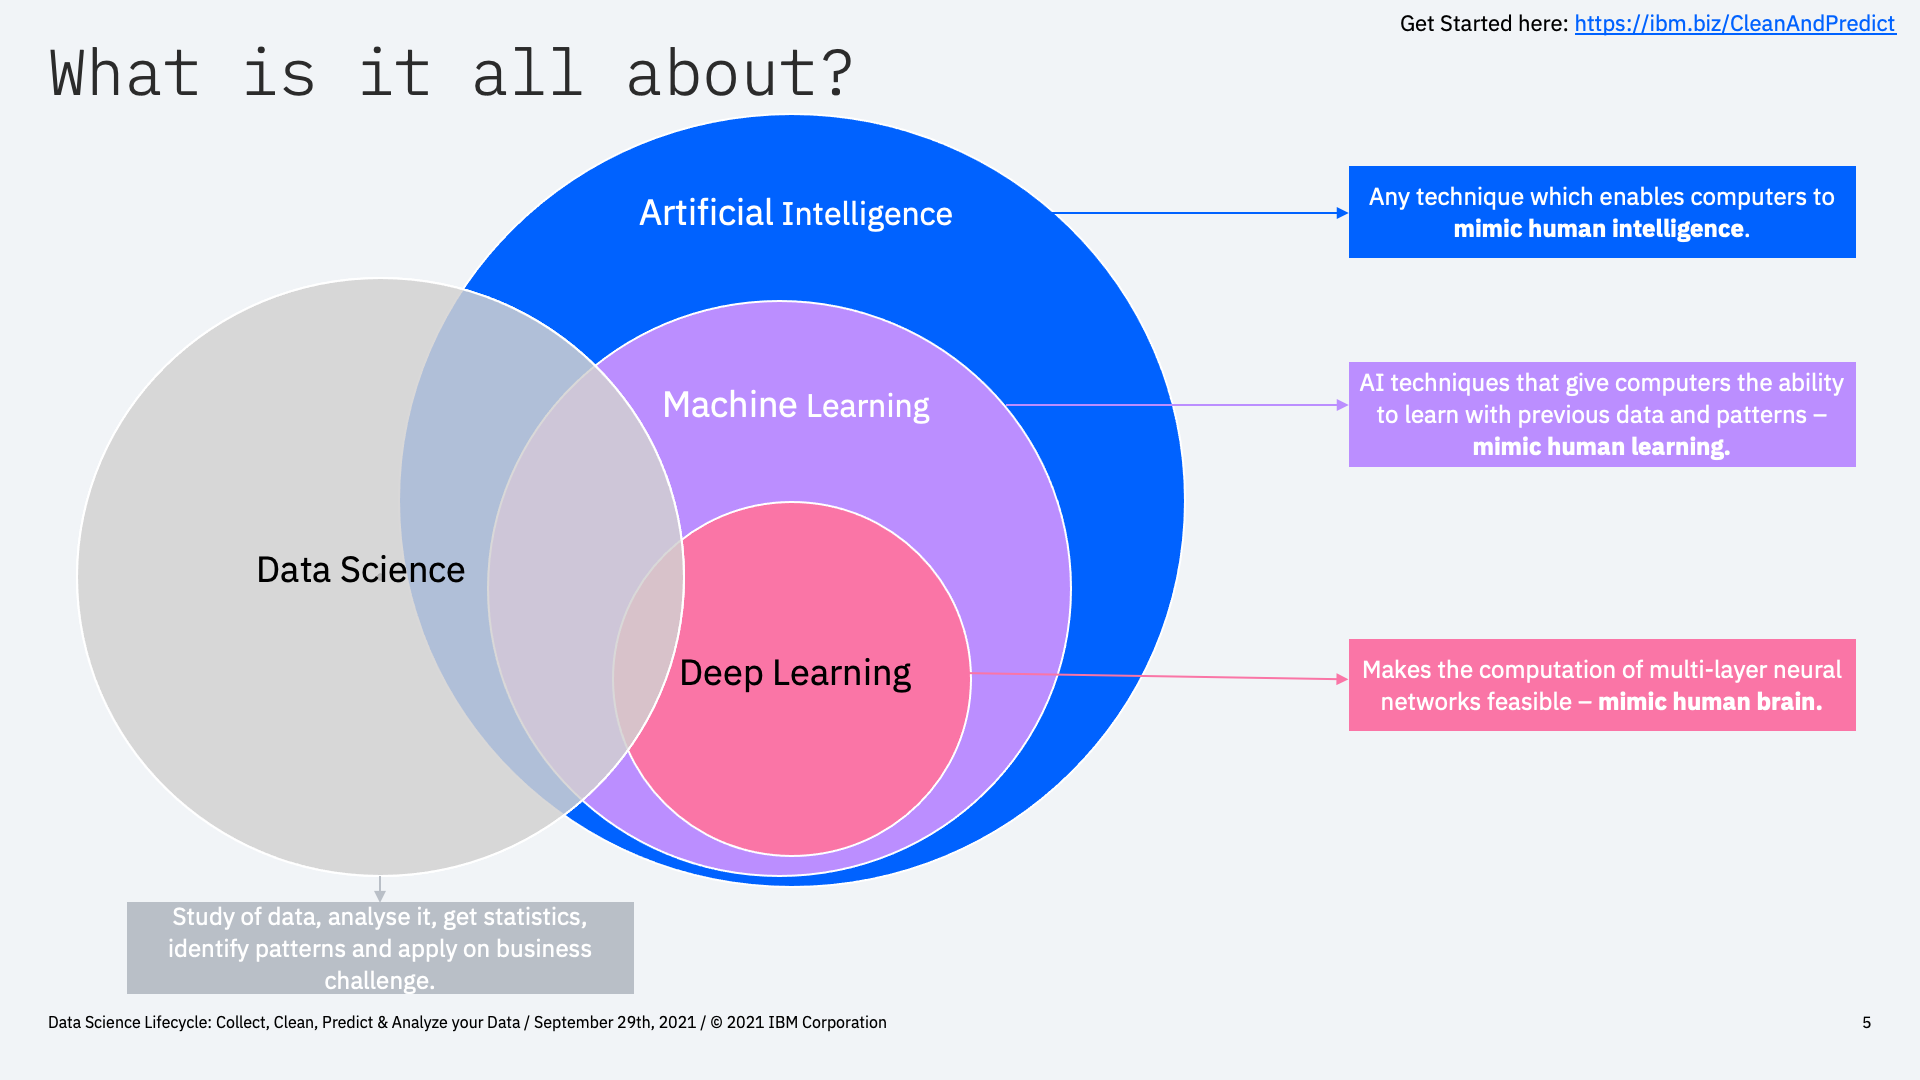 Get Started here: https://ibm.biz/CleanAndPredict
What is it all about?
Artificial Intelligence
Any technique which enables computers to
mimic human intelligence.
Machine Learning
AI techniques that give computers the ability
to learn with previous data and patterns –
mimic human learning.
Data Science
Deep Learning
Makes the computation of multi-layer neural
networks feasible – mimic human brain.
Study of data, analyse it, get statistics,
identify patterns and apply on business
challenge.
Data Science Lifecycle: Collect, Clean, Predict & Analyze your Data / September 29th, 2021 / © 2021 IBM Corporation
5